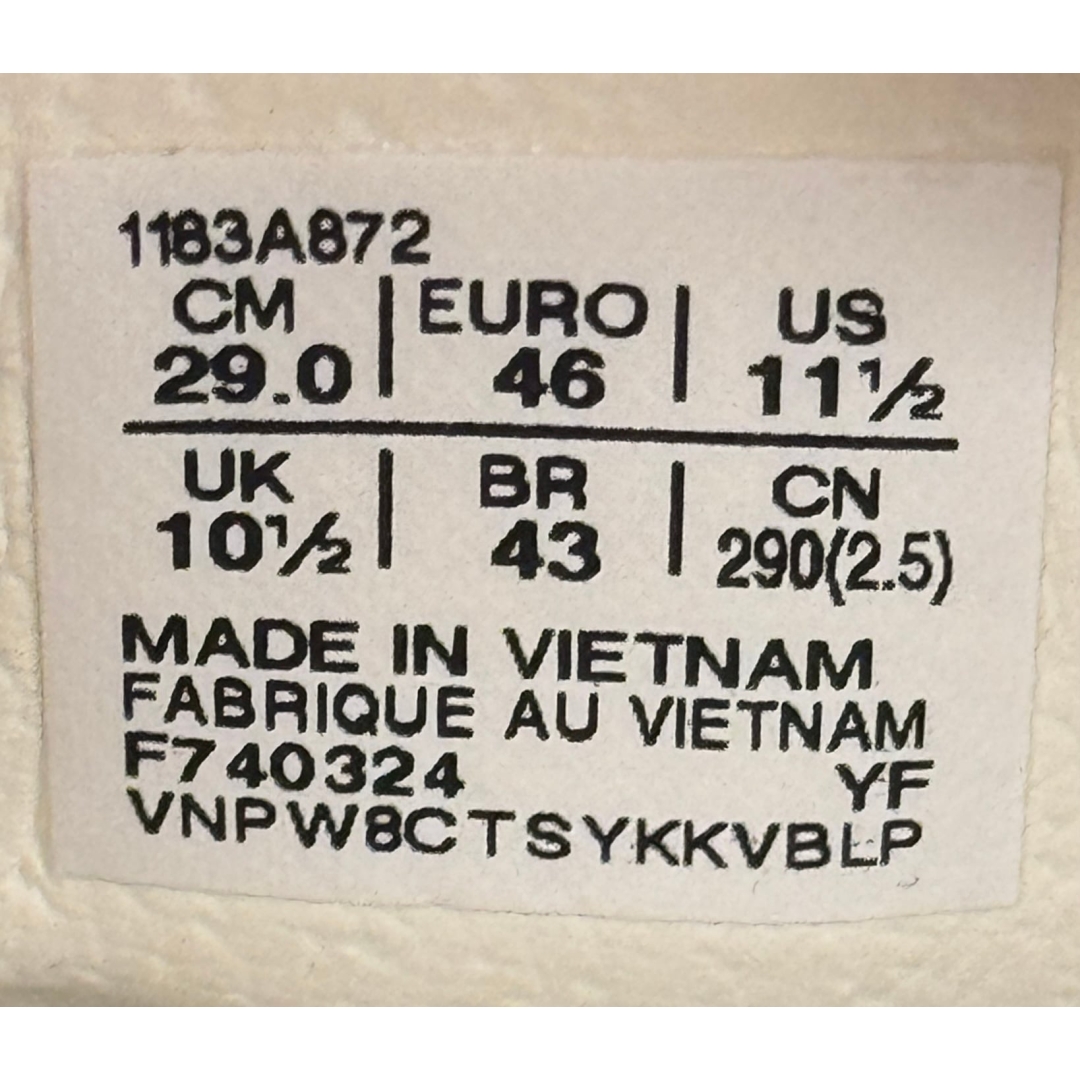 1183A872
CM | EURO | US
29.0 | 46 | 11½
UK | BR | CN
10½ | 43 | 290(2.5)
MADE IN VIETNAM
FABRIQUE AU VIETNAM
F740324 YF
VNPW8CTSYKKVBLP